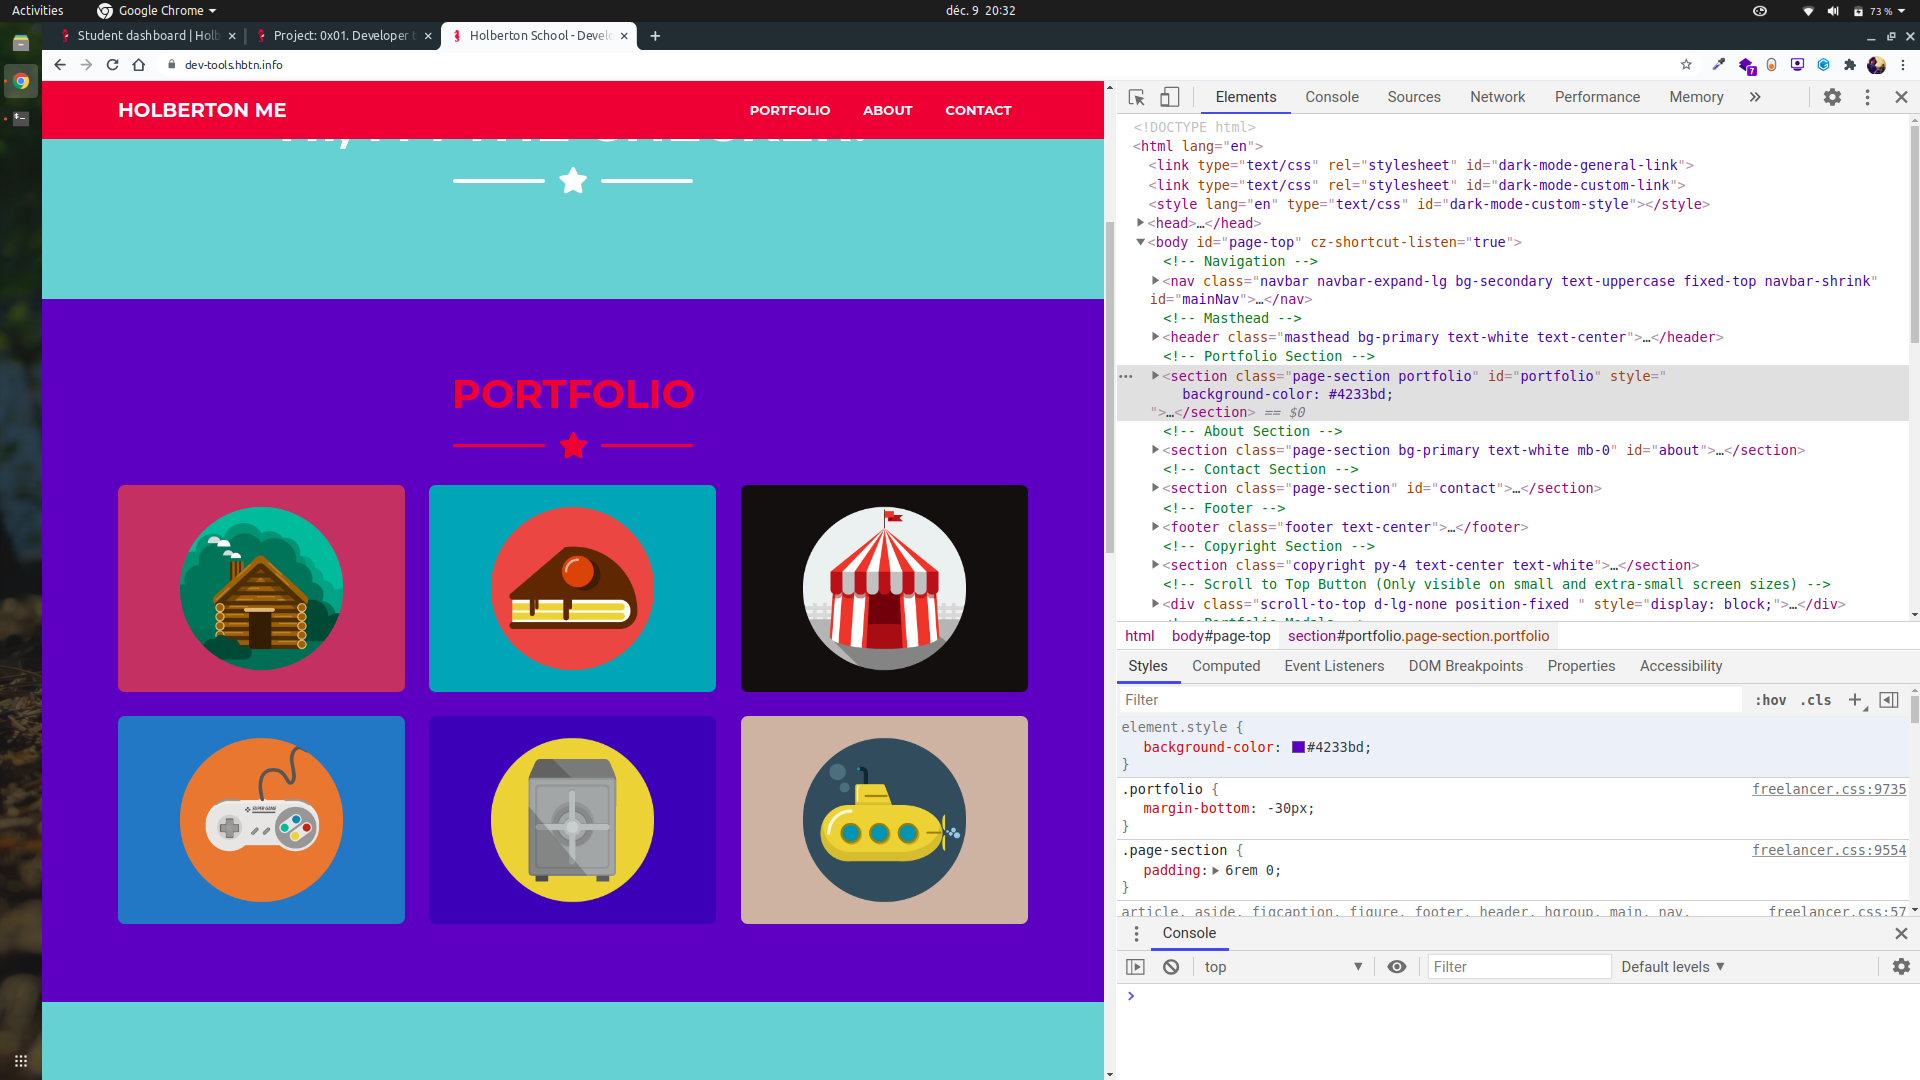 Activities
Google Chrome
déc. 9 20:32
73 %
Student dashboard | Holb
Project: 0x01. Developer t
Holberton School - Develo
dev-tools.hbtn.info
7
HOLBERTON ME
PORTFOLIO
ABOUT
CONTACT
PORTFOLIO
SUPER GAME
Elements
Console
Sources
Network
Performance
Memory
<!DOCTYPE html>
<html lang="en">
<link type="text/css" rel="stylesheet" id="dark-mode-general-link">
<link type="text/css" rel="stylesheet" id="dark-mode-custom-link">
<style lang="en" type="text/css" id="dark-mode-custom-style"></style>
<head>…</head>
<body id="page-top" cz-shortcut-listen="true">
<!-- Navigation -->
<nav class="navbar navbar-expand-lg bg-secondary text-uppercase fixed-top navbar-shrink"
id="mainNav">…</nav>
<!-- Masthead -->
<header class="masthead bg-primary text-white text-center">…</header>
<!-- Portfolio Section -->
<section class="page-section portfolio" id="portfolio" style="
background-color: #4233bd;
">…</section> == $0
<!-- About Section -->
<section class="page-section bg-primary text-white mb-0" id="about">…</section>
<!-- Contact Section -->
<section class="page-section" id="contact">…</section>
<!-- Footer -->
<footer class="footer text-center">…</footer>
<!-- Copyright Section -->
<section class="copyright py-4 text-center text-white">…</section>
<!-- Scroll to Top Button (Only visible on small and extra-small screen sizes) -->
<div class="scroll-to-top d-lg-none position-fixed " style="display: block;">…</div>
html
body#page-top
section#portfolio.page-section.portfolio
Styles
Computed
Event Listeners
DOM Breakpoints
Properties
Accessibility
Filter
:hov
.cls
element.style {
background-color: #4233bd;
}
.portfolio {
freelancer.css:9735
margin-bottom: -30px;
}
.page-section {
freelancer.css:9554
padding: 6rem 0;
}
article, aside, figcaption, figure, footer, header, hgroup, main, nav,
freelancer.css:57
Console
top
Filter
Default levels